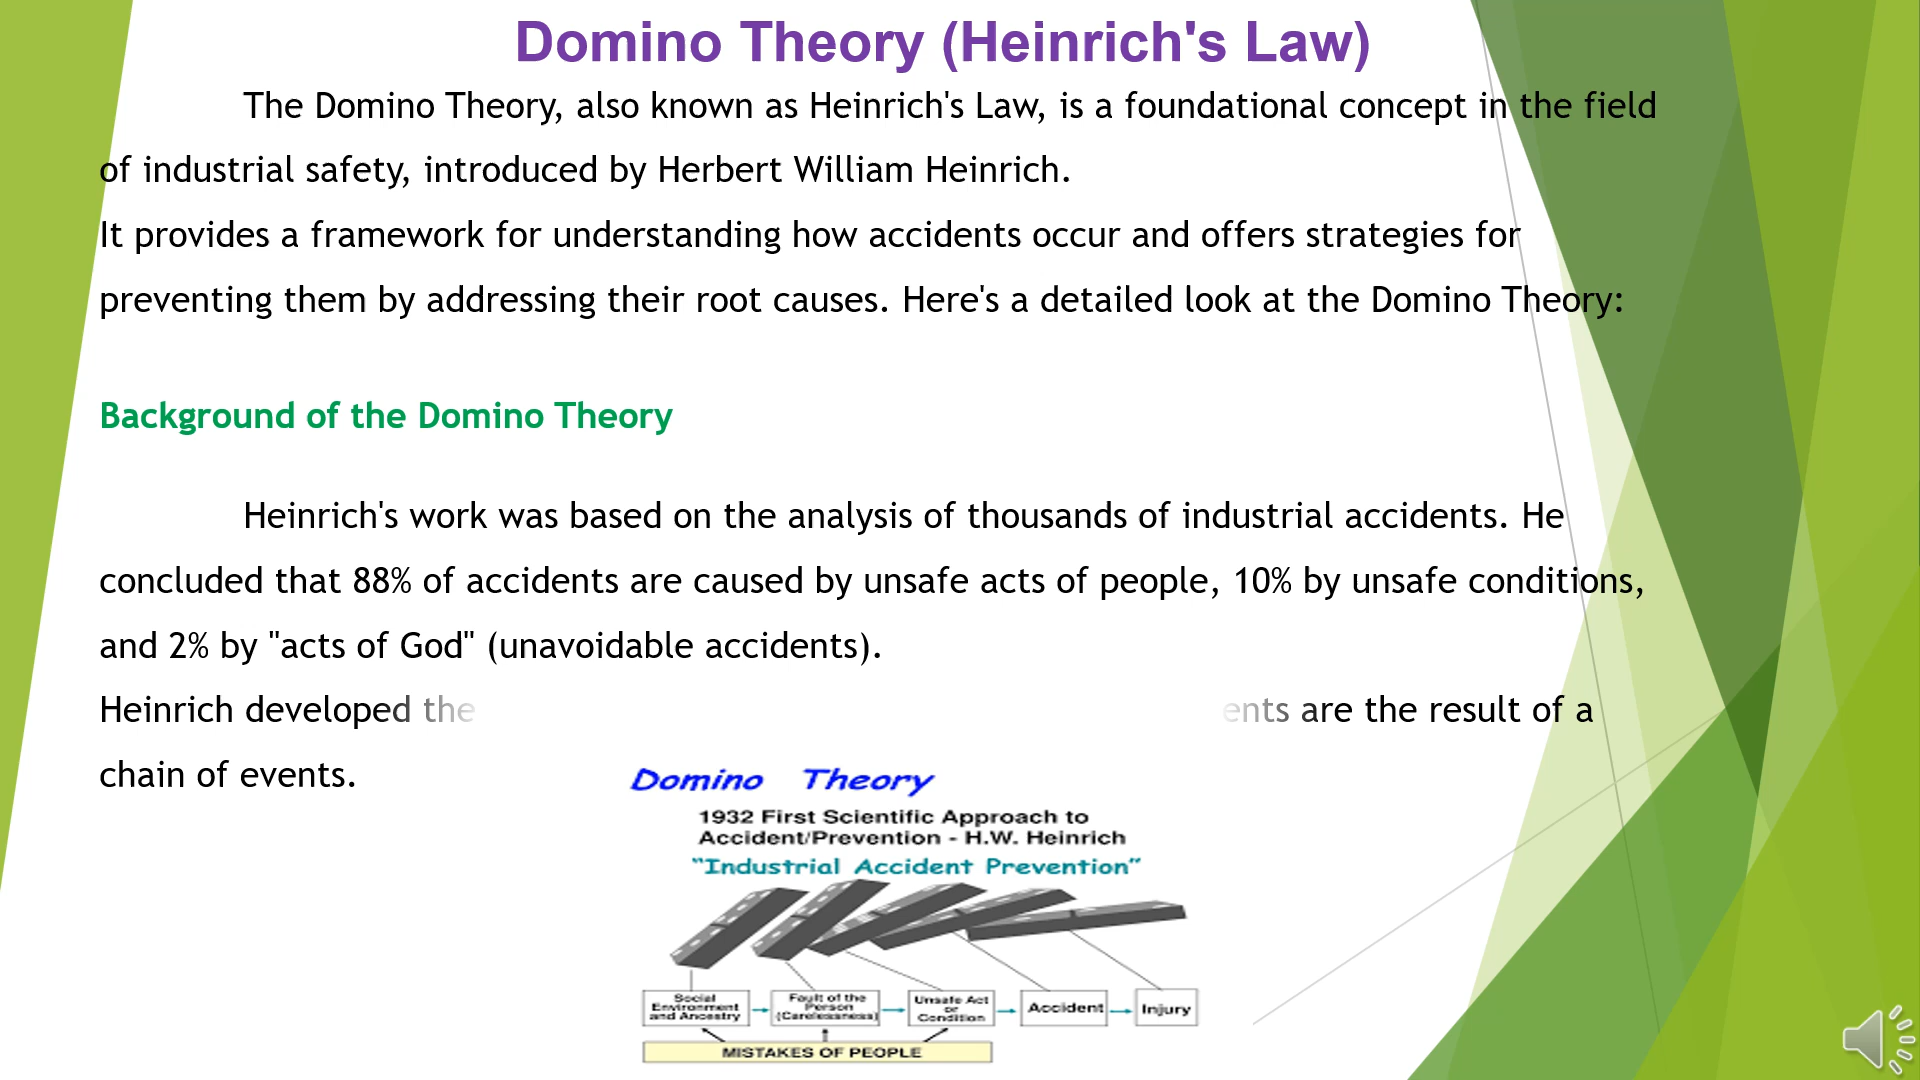 Domino Theory (Heinrich's Law)
The Domino Theory, also known as Heinrich's Law, is a foundational concept in the field
of industrial safety, introduced by Herbert William Heinrich.
It provides a framework for understanding how accidents occur and offers strategies for
preventing them by addressing their root causes. Here's a detailed look at the Domino Theory:
Background of the Domino Theory
Heinrich's work was based on the analysis of thousands of industrial accidents. He
concluded that 88% of accidents are caused by unsafe acts of people, 10% by unsafe conditions,
and 2% by "acts of God" (unavoidable accidents).
Heinrich developed the are the result of a
chain of events.
Domino Theory
1932 First Scientific Approach to
Accident/Prevention - H.W. Heinrich
"Industrial Accident Prevention"
Social
Environment
and Ancestry
Fault of the
Person
(Carelessness)
Unsafe Act
or
Condition
Accident
Injury
MISTAKES OF PEOPLE